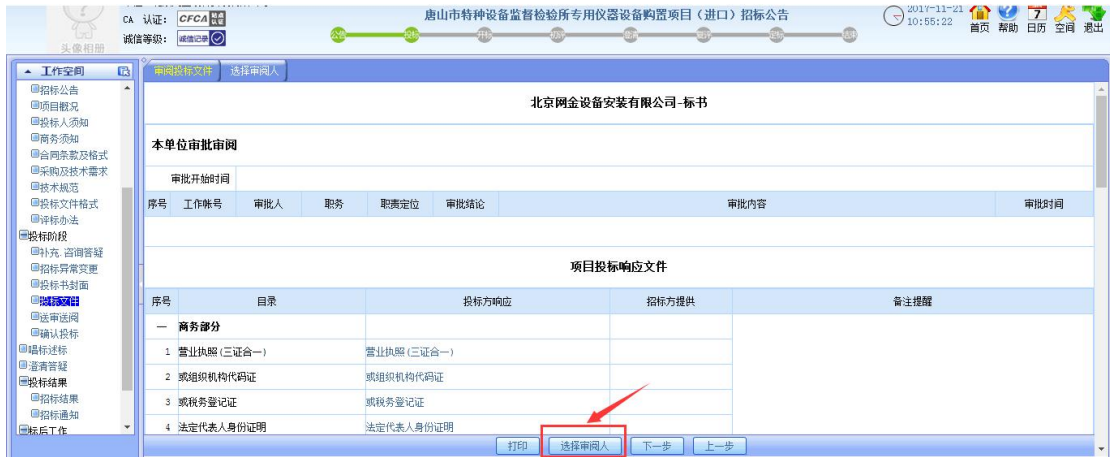 CA 认证: CFCA 数字认证
诚信等级: 诚信记录
头像相册
唐山市特种设备监督检验所专用仪器设备购置项目（进口）招标公告
公告
投标
2017-11-21
10:55:22
7
首页 帮助 日历 空间 退出
工作空间
审阅投标文件 选择审阅人
招标公告
项目概况
投标人须知
商务须知
合同条款及格式
采购及技术需求
技术规范
投标文件格式
评标办法
投标阶段
补充.咨询答疑
招标异常变更
投标书封面
投标文件
送审送阅
确认投标
唱标述标
澄清答疑
投标结果
招标结果
招标通知
标后工作
北京网金设备安装有限公司-标书
本单位审批审阅
审批开始时间
序号 工作帐号 审批人 职务 职责定位 审批结论 审批内容 审批时间
项目投标响应文件
序号 目录 投标方响应 招标方提供 备注提醒
一 商务部分
1 营业执照(三证合一) 营业执照(三证合一)
2 或组织机构代码证 或组织机构代码证
3 或税务登记证 或税务登记证
4 法定代表人身份证明 法定代表人身份证明
打印 选择审阅人 下一步 上一步